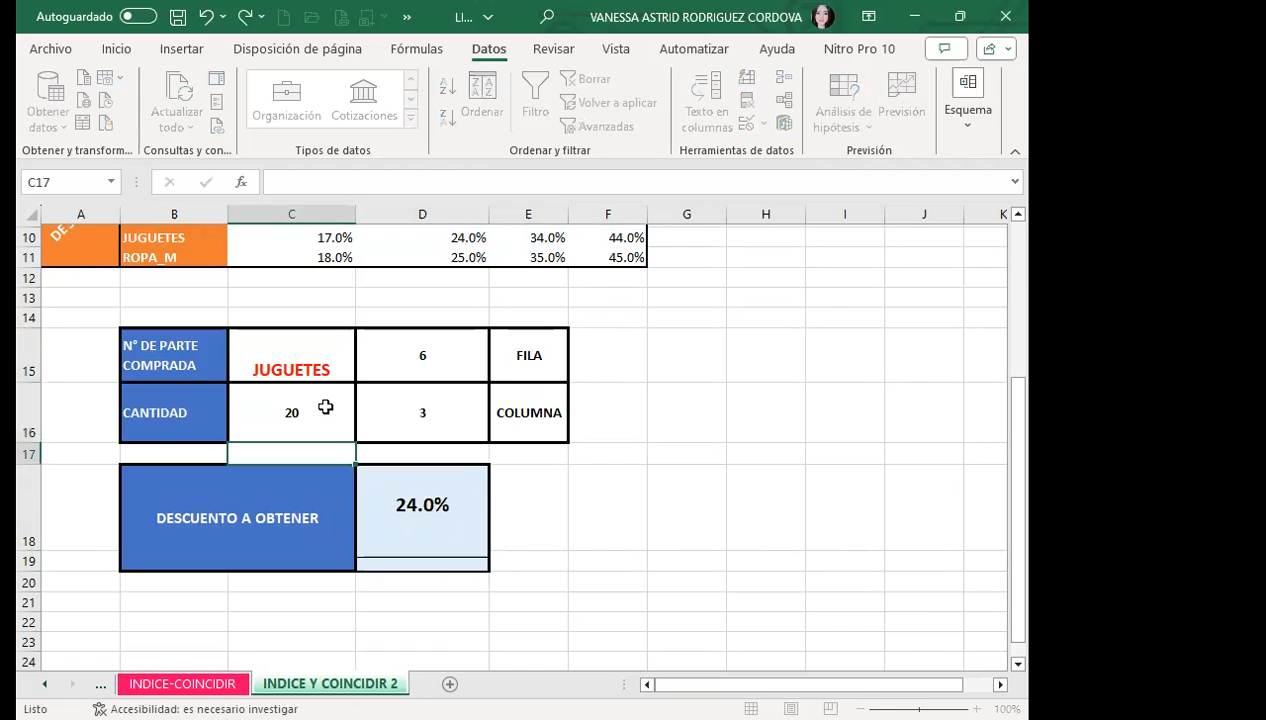 Autoguardado
LI...
VANESSA ASTRID RODRIGUEZ CORDOVA
Archivo Inicio Insertar Disposición de página Fórmulas Datos Revisar Vista Automatizar Ayuda Nitro Pro 10
Obtener datos
Actualizar todo
Organización Cotizaciones
Ordenar
Filtro
Borrar
Volver a aplicar
Avanzadas
Texto en columnas
Análisis de hipótesis
Previsión
Esquema
Obtener y transform... Consultas y con... Tipos de datos Ordenar y filtrar Herramientas de datos Previsión
C17 fx
A B C D E F G H I J K
10 JUGUETES 17.0% 24.0% 34.0% 44.0%
11 ROPA_M 18.0% 25.0% 35.0% 45.0%
12
13
14
15 N° DE PARTE COMPRADA JUGUETES 6 FILA
16 CANTIDAD 20 3 COLUMNA
17
18 DESCUENTO A OBTENER 24.0%
19
20
21
22
23
24
... INDICE-COINCIDIR INDICE Y COINCIDIR 2
Listo Accesibilidad: es necesario investigar 100%